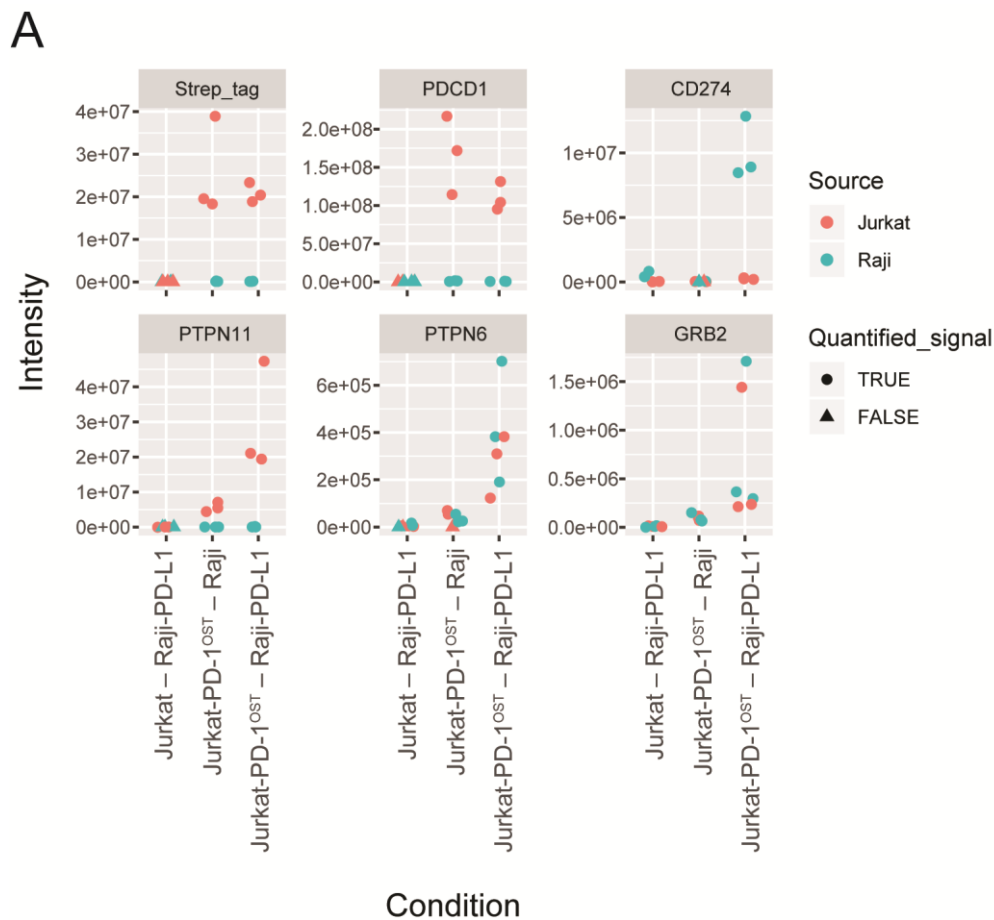 A
Strep_tag
PDCD1
CD274
4e+07
3e+07
2e+07
1e+07
0e+00
2.0e+08
1.5e+08
1.0e+08
5.0e+07
0.0e+00
1e+07
5e+06
0e+00
Source
Jurkat
Raji
Intensity
PTPN11
PTPN6
GRB2
4e+07
3e+07
2e+07
1e+07
0e+00
6e+05
4e+05
2e+05
0e+00
1.5e+06
1.0e+06
5.0e+05
0.0e+00
Quantified_signal
TRUE
FALSE
Jurkat – Raji-PD-L1
Jurkat-PD-1ᴼˢᵀ – Raji
Jurkat-PD-1ᴼˢᵀ – Raji-PD-L1
Jurkat – Raji-PD-L1
Jurkat-PD-1ᴼˢᵀ – Raji
Jurkat-PD-1ᴼˢᵀ – Raji-PD-L1
Jurkat – Raji-PD-L1
Jurkat-PD-1ᴼˢᵀ – Raji
Jurkat-PD-1ᴼˢᵀ – Raji-PD-L1
Condition